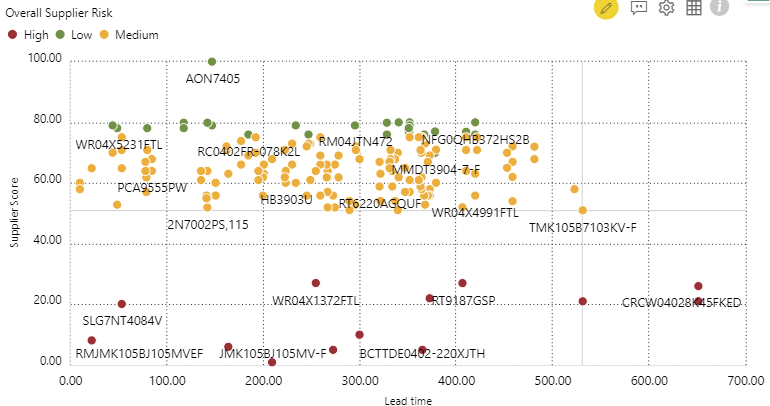 Overall Supplier Risk
High Low Medium
100.00
AON7405
80.00
WR04X5231FTL
RC0402FR-078K2L
RM04JTN472
NFG0QHB372HS2B
MMDT3904-7-F
60.00
PCA9555PW
HB3903U
RT6220AGQUF
WR04X4991FTL
2N7002PS,115
TMK105B7103KV-F
40.00
20.00
WR04X1372FTL
RT9187GSP
CRCW04028K45FKED
SLG7NT4084V
RMJMK105BJ105MVEF
JMK105BJ105MV-F
BCTTDE0402-220XJTH
0.00
0.00 100.00 200.00 300.00 400.00 500.00 600.00 700.00
Lead time
Supplier Score